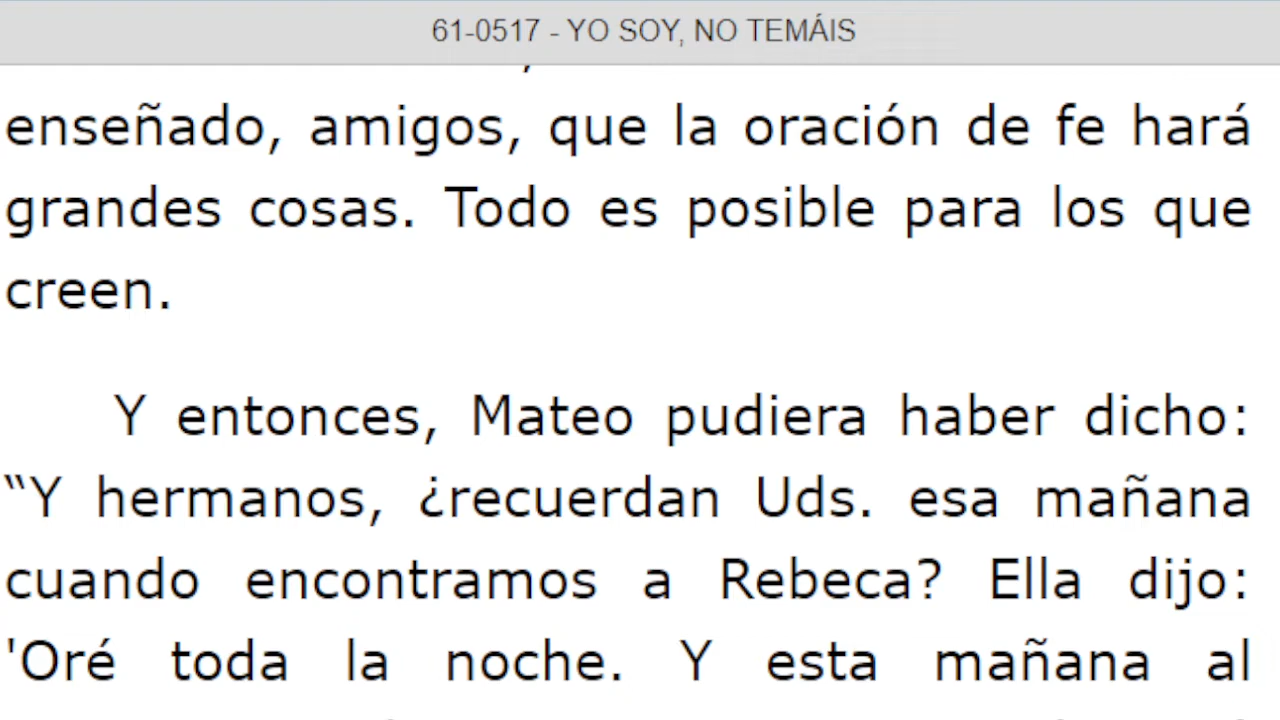 61-0517 - YO SOY, NO TEMÁIS
enseñado, amigos, que la oración de fe hará
grandes cosas. Todo es posible para los que
creen.
Y entonces, Mateo pudiera haber dicho:
“Y hermanos, ¿recuerdan Uds. esa mañana
cuando encontramos a Rebeca? Ella dijo:
'Oré toda la noche. Y esta mañana al